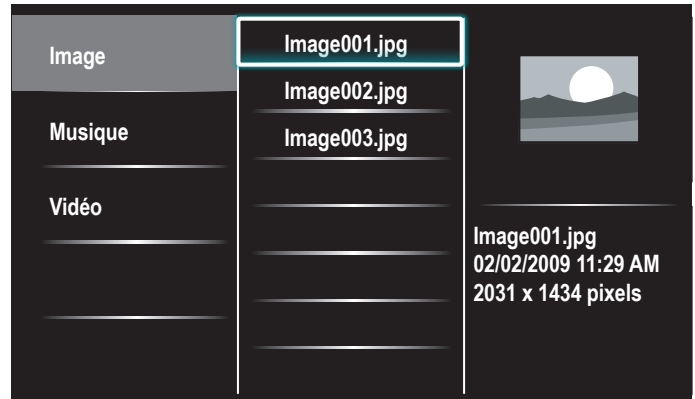 Image
Musique
Vidéo
Image001.jpg
Image002.jpg
Image003.jpg
Image001.jpg
02/02/2009 11:29 AM
2031 x 1434 pixels